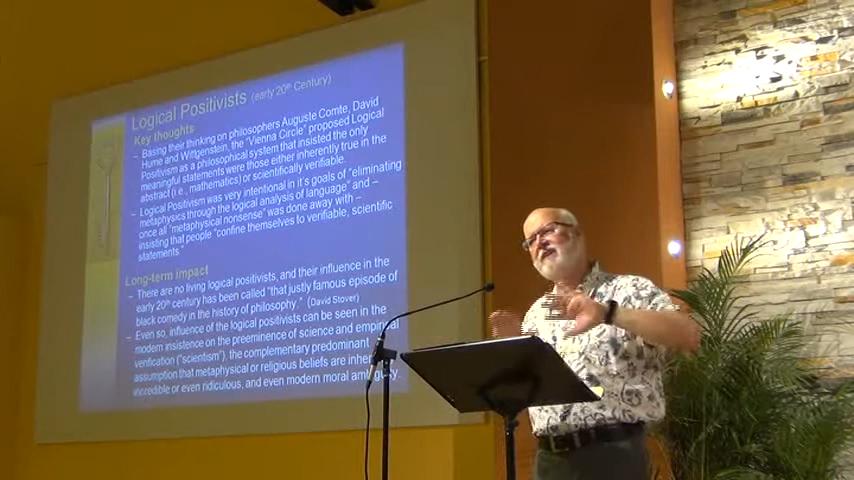 Logical Positivists (early 20th Century)
Key thoughts
– Basing their thinking on philosophers Auguste Comte, David
Hume and Wittgenstein, the "Vienna Circle" proposed Logical
Positivism as a philosophical system that insisted the only
meaningful statements were those either inherently true in the
abstract (i.e., mathematics) or scientifically verifiable.
– Logical Positivism was very intentional in it's goals of "eliminating
metaphysics through the logical analysis of language" and –
once all "metaphysical nonsense" was done away with –
insisting that people "confine themselves to verifiable, scientific
statements."
Long-term impact
– There are no living logical positivists, and their influence in the
early 20th century has been called "that justly famous episode of
black comedy in the history of philosophy." (David Stover)
– Even so, influence of the logical positivists can be seen in the
modern insistence on the preeminence of science and empirical
verification ("scientism"), the complementary predominant
assumption that metaphysical or religious beliefs are
incredible or even ridiculous, and even modern moral ambiguity.